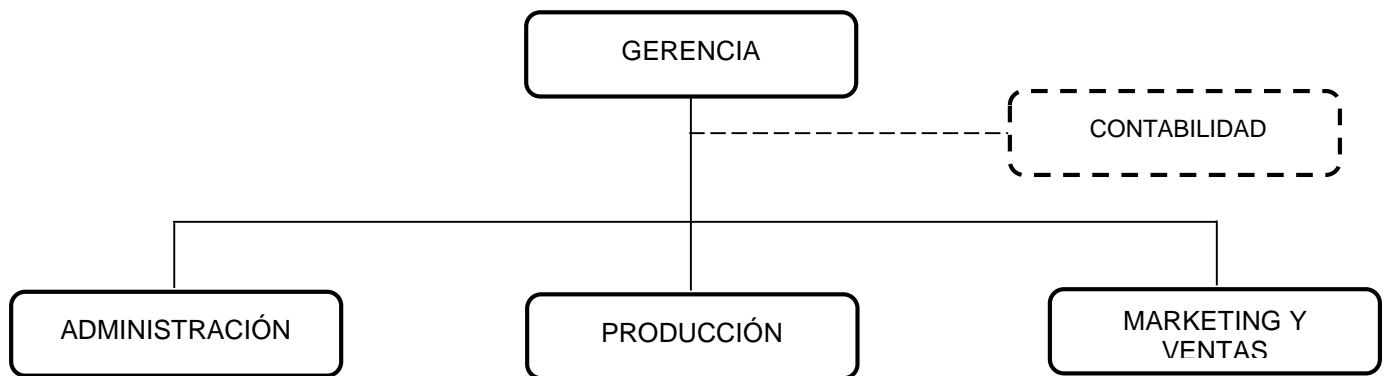 GERENCIA
CONTABILIDAD
ADMINISTRACIÓN
PRODUCCIÓN
MARKETING Y
VENTAS